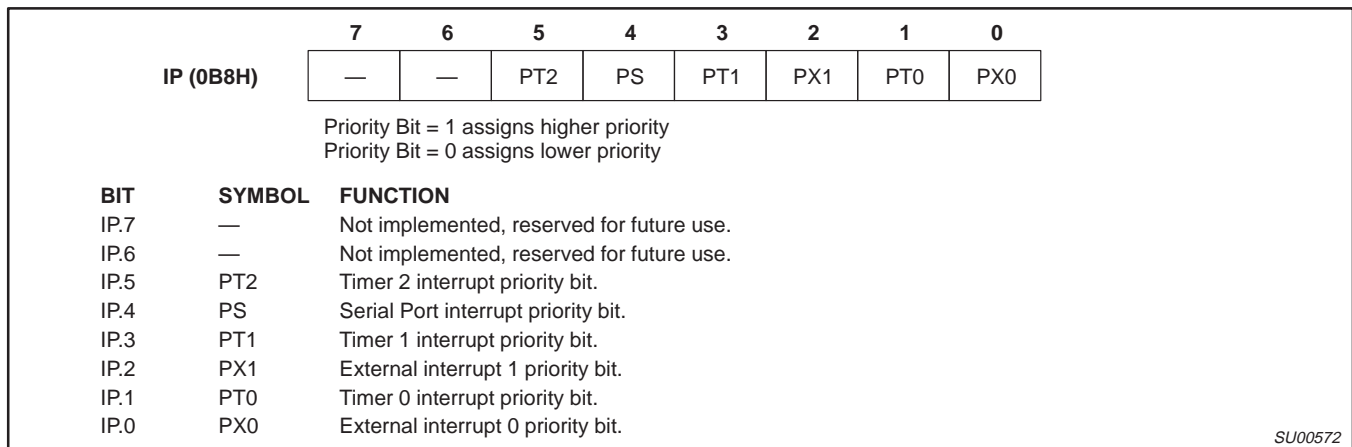 7 6 5 4 3 2 1 0
IP (0B8H) — — PT2 PS PT1 PX1 PT0 PX0
Priority Bit = 1 assigns higher priority
Priority Bit = 0 assigns lower priority
BIT SYMBOL FUNCTION
IP.7 — Not implemented, reserved for future use.
IP.6 — Not implemented, reserved for future use.
IP.5 PT2 Timer 2 interrupt priority bit.
IP.4 PS Serial Port interrupt priority bit.
IP.3 PT1 Timer 1 interrupt priority bit.
IP.2 PX1 External interrupt 1 priority bit.
IP.1 PT0 Timer 0 interrupt priority bit.
IP.0 PX0 External interrupt 0 priority bit.
SU00572